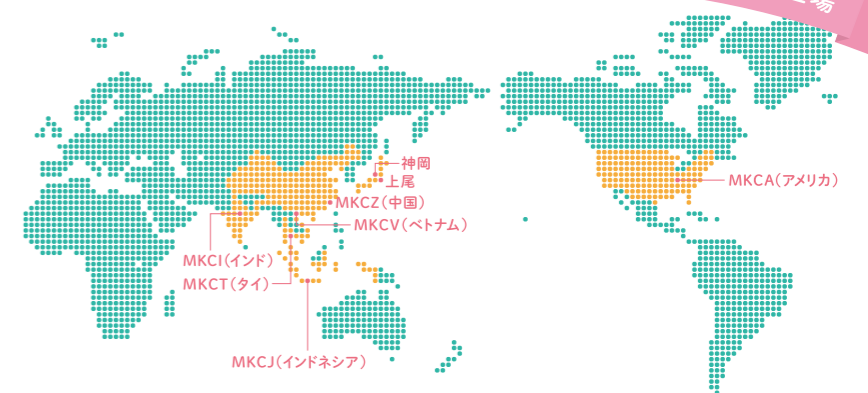 場
神岡
上尾
MKCZ(中国)
MKCV(ベトナム)
MKCA(アメリカ)
MKCI(インド)
MKCT(タイ)
MKCJ(インドネシア)